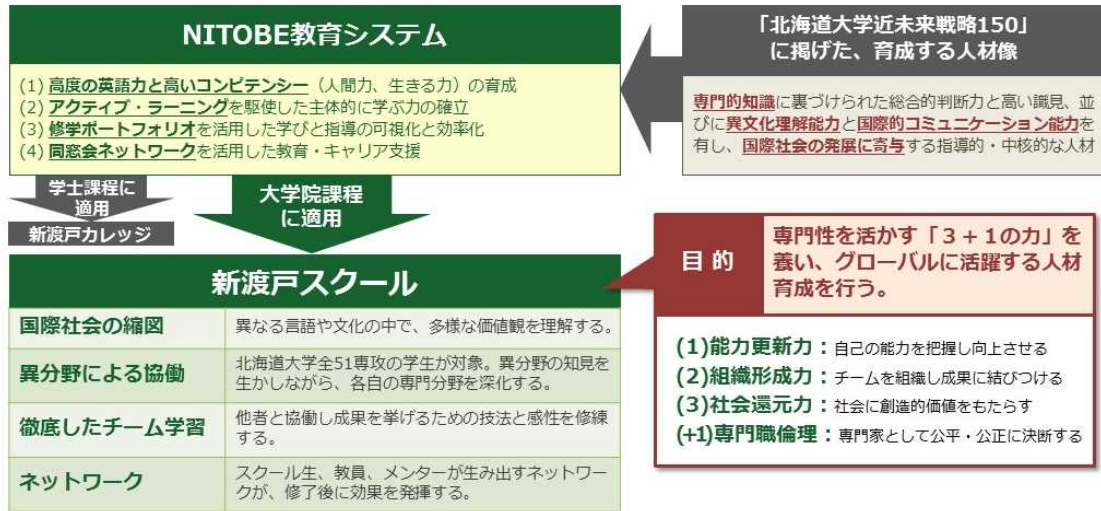 NITOBE教育システム
(1) 高度の英語力と高いコンピテンシー（人間力、生きる力）の育成
(2) アクティブ・ラーニングを駆使した主体的に学ぶ力の確立
(3) 修学ポートフォリオを活用した学びと指導の可視化と効率化
(4) 同窓会ネットワークを活用した教育・キャリア支援
「北海道大学近未来戦略150」
に掲げた、育成する人材像
専門的知識に裏づけられた総合的判断力と高い識見、並
びに異文化理解能力と国際的コミュニケーション能力を
有し、国際社会の発展に寄与する指導的・中核的な人材
学士課程に
適用
新渡戸カレッジ
大学院課程
に適用
新渡戸スクール
国際社会の縮図
異なる言語や文化の中で、多様な価値観を理解する。
異分野による協働
北海道大学全51専攻の学生が対象。異分野の知見を
生かしながら、各自の専門分野を深化する。
徹底したチーム学習
他者と協働し成果を挙げるための技法と感性を修練
する。
ネットワーク
スクール生、教員、メンターが生み出すネットワー
クが、修了後に効果を発揮する。
目的
専門性を活かす「３＋１の力」を
養い、グローバルに活躍する人材
育成を行う。
(1)能力更新力：自己の能力を把握し向上させる
(2)組織形成力：チームを組織し成果に結びつける
(3)社会還元力：社会に創造的価値をもたらす
(+1)専門職倫理：専門家として公平・公正に決断する